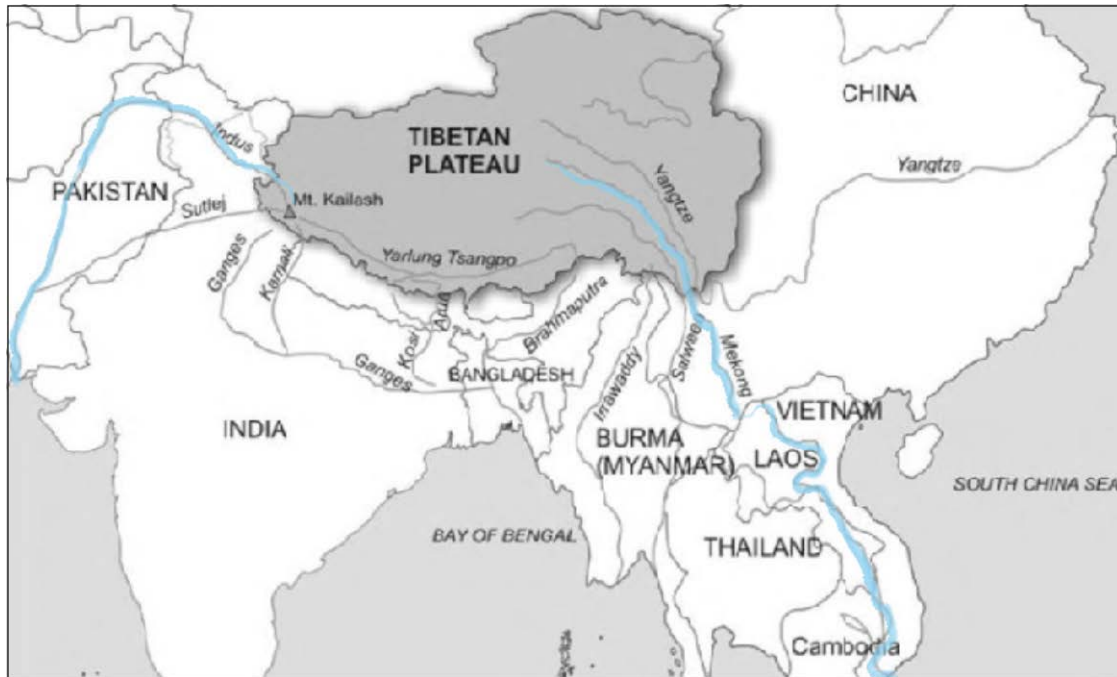 CHINA
TIBETAN
PLATEAU
Indus
Yangtze
Yangtze
PAKISTAN
Mt. Kailash
Sutlej
Ganges
Karnali
Yarlung Tsangpo
Arun
Kosi
Brahmaputra
Ganges
BANGLADESH
Irrawaddy
Salween
Mekong
INDIA
BURMA
(MYANMAR)
VIETNAM
LAOS
SOUTH CHINA SEA
BAY OF BENGAL
THAILAND
Cambodia